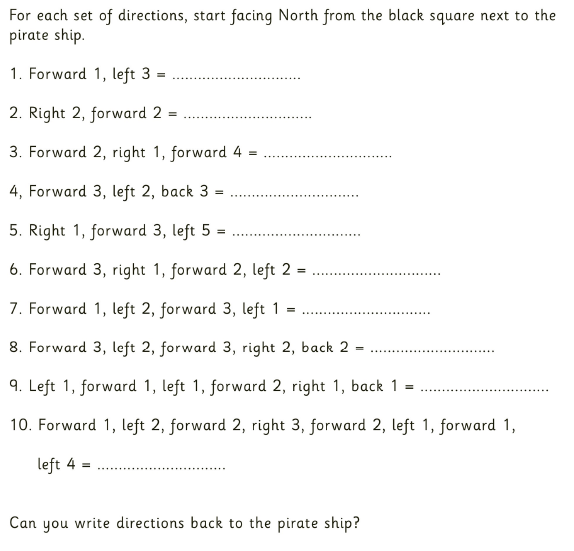 For each set of directions, start facing North from the black square next to the
pirate ship.
1. Forward 1, left 3 = ..............................
2. Right 2, forward 2 = ..............................
3. Forward 2, right 1, forward 4 = ..............................
4, Forward 3, left 2, back 3 = ..............................
5. Right 1, forward 3, left 5 = ..............................
6. Forward 3, right 1, forward 2, left 2 = ..............................
7. Forward 1, left 2, forward 3, left 1 = ..............................
8. Forward 3, left 2, forward 3, right 2, back 2 = .............................
9. Left 1, forward 1, left 1, forward 2, right 1, back 1 = ..............................
10. Forward 1, left 2, forward 2, right 3, forward 2, left 1, forward 1,
left 4 = ..............................
Can you write directions back to the pirate ship?